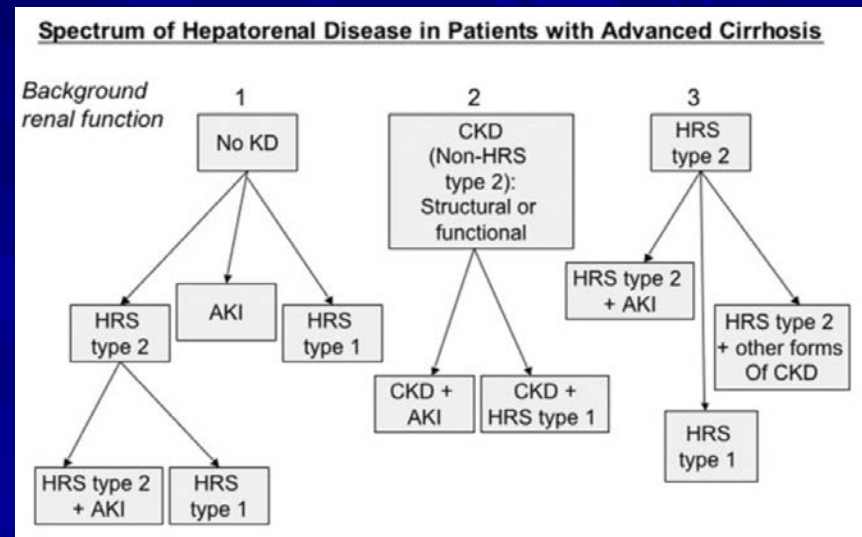 Spectrum of Hepatorenal Disease in Patients with Advanced Cirrhosis
Background
renal function
1
No KD
HRS
type 2
AKI
HRS
type 1
HRS type 2
+ AKI
HRS
type 1
2
CKD
(Non-HRS
type 2):
Structural or
functional
CKD +
AKI
CKD +
HRS type 1
3
HRS
type 2
HRS type 2
+ AKI
HRS
type 1
HRS type 2
+ other forms
Of CKD